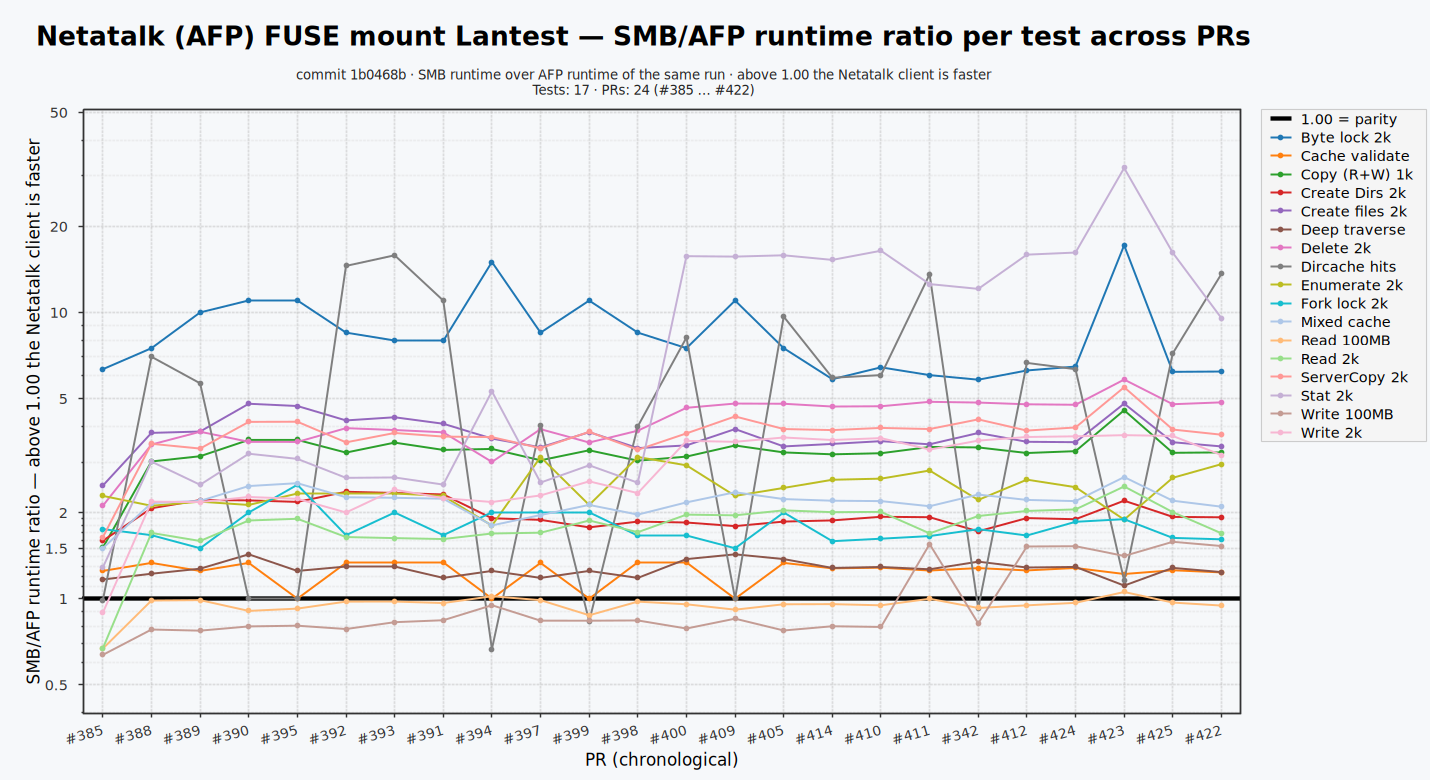 Netatalk (AFP) FUSE mount Lantest — SMB/AFP runtime ratio per test across PRs
commit 1b0468b · SMB runtime over AFP runtime of the same run · above 1.00 the Netatalk client is faster
Tests: 17 · PRs: 24 (#385 … #422)
SMB/AFP runtime ratio — above 1.00 the Netatalk client is faster
50
20
10
5
2
1.5
1
0.5
#385
#388
#389
#390
#395
#392
#393
#391
#394
#397
#399
#398
#400
#409
#405
#414
#410
#411
#342
#412
#424
#423
#425
#422
PR (chronological)
1.00 = parity
Byte lock 2k
Cache validate
Copy (R+W) 1k
Create Dirs 2k
Create files 2k
Deep traverse
Delete 2k
Dircache hits
Enumerate 2k
Fork lock 2k
Mixed cache
Read 100MB
Read 2k
ServerCopy 2k
Stat 2k
Write 100MB
Write 2k